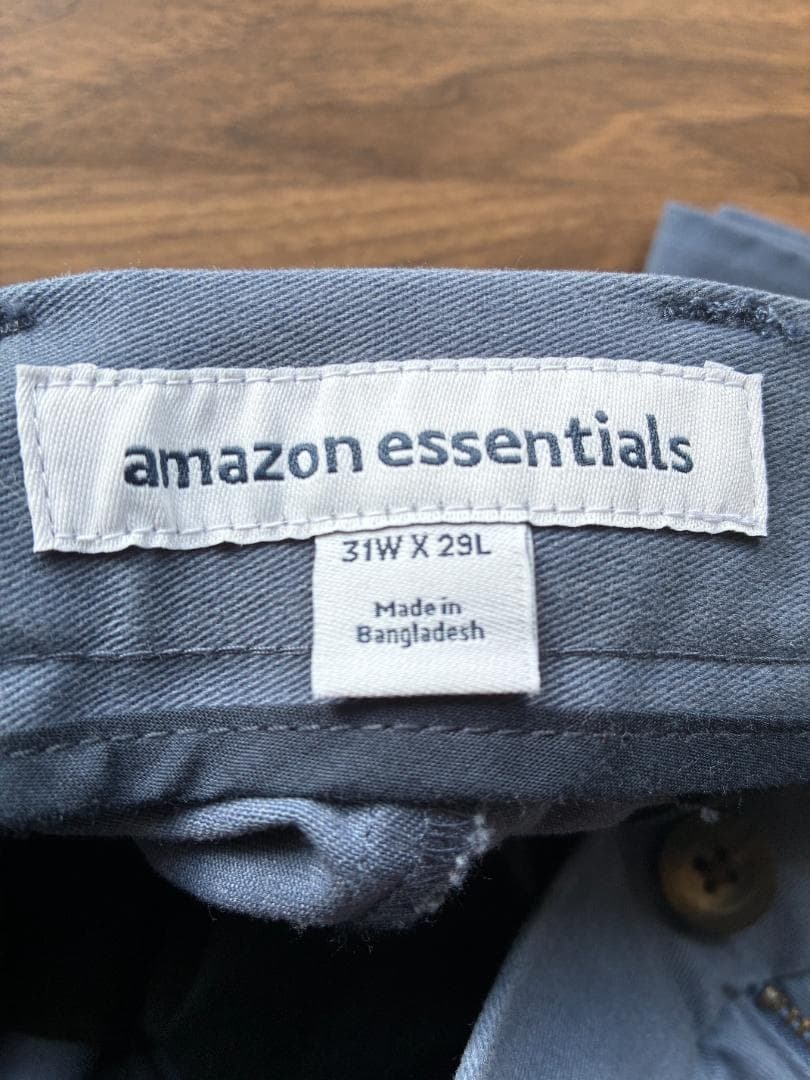 amazon essentials
31W X 29L
Made in
Bangladesh